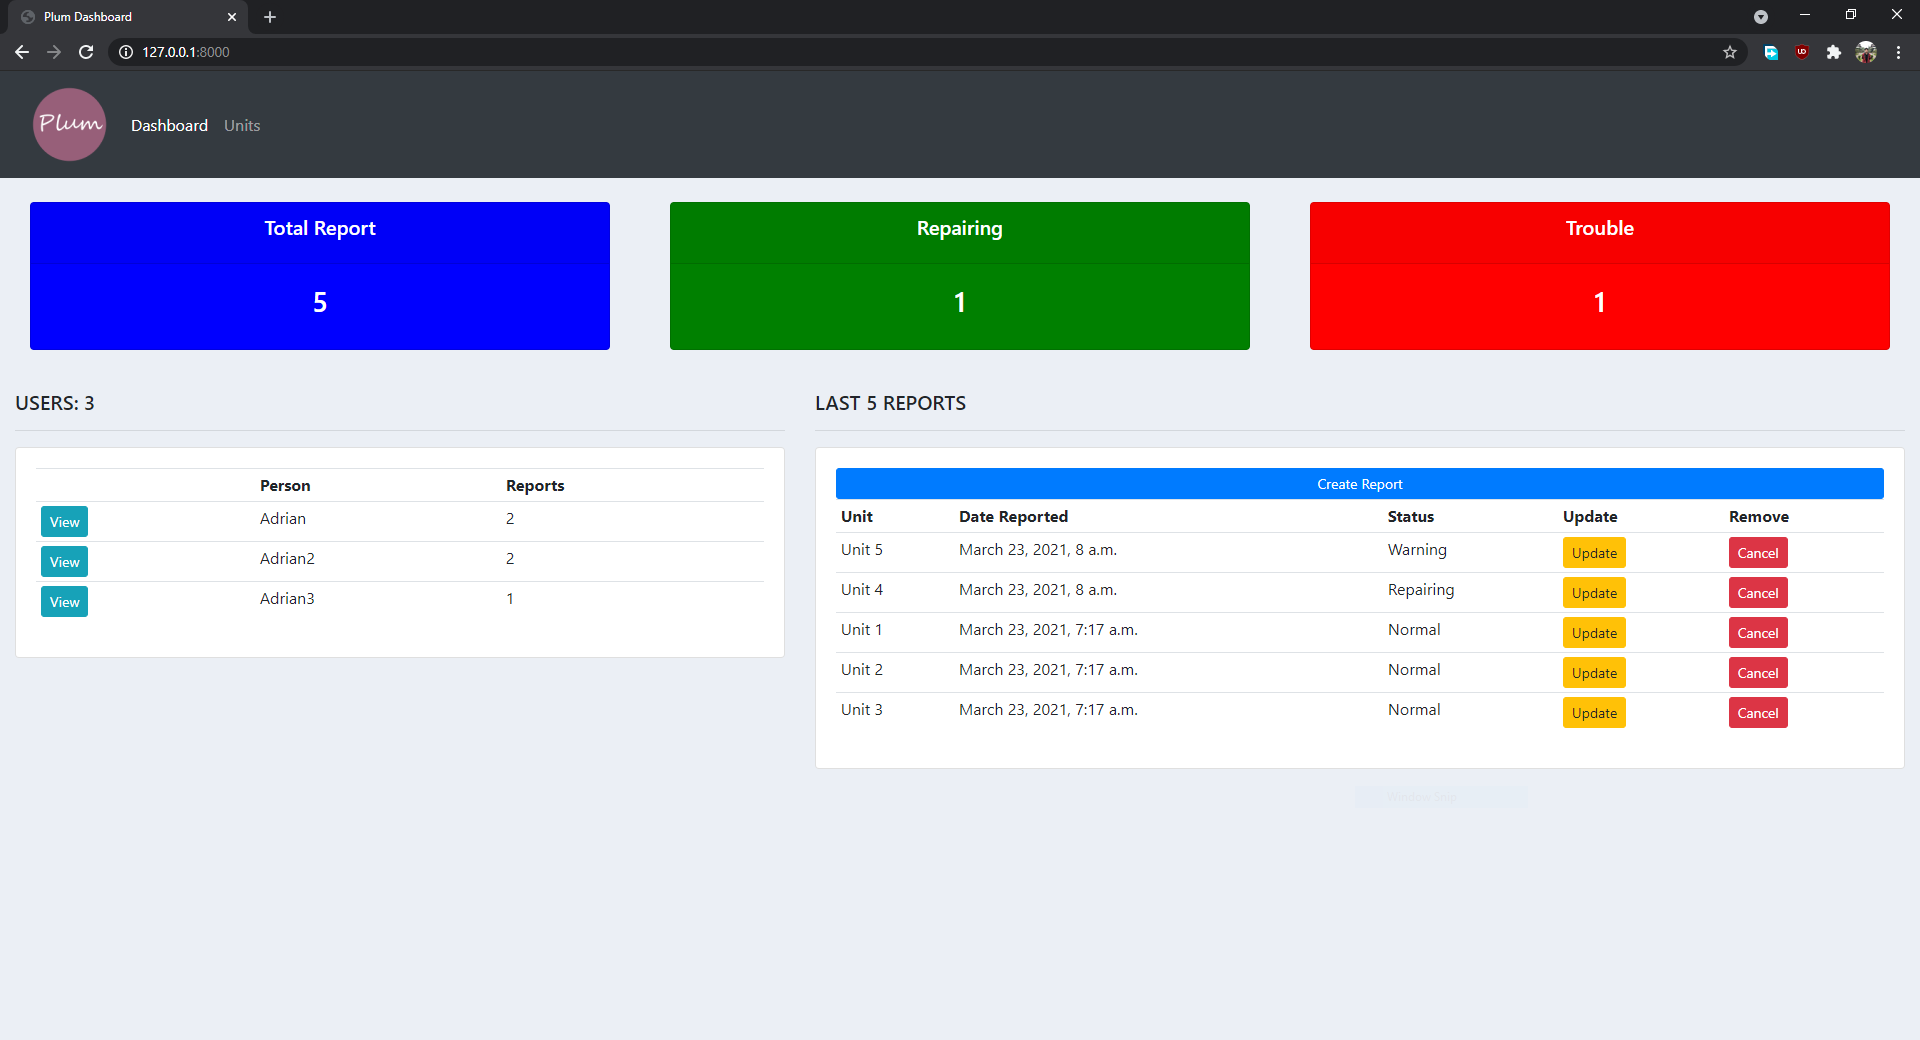 Plum Dashboard
127.0.0.1:8000
Plum Dashboard Units
Total Report
5
Repairing
1
Trouble
1
USERS: 3
Person Reports
View Adrian 2
View Adrian2 2
View Adrian3 1
LAST 5 REPORTS
Create Report
Unit Date Reported Status Update Remove
Unit 5 March 23, 2021, 8 a.m. Warning Update Cancel
Unit 4 March 23, 2021, 8 a.m. Repairing Update Cancel
Unit 1 March 23, 2021, 7:17 a.m. Normal Update Cancel
Unit 2 March 23, 2021, 7:17 a.m. Normal Update Cancel
Unit 3 March 23, 2021, 7:17 a.m. Normal Update Cancel
Window Snip